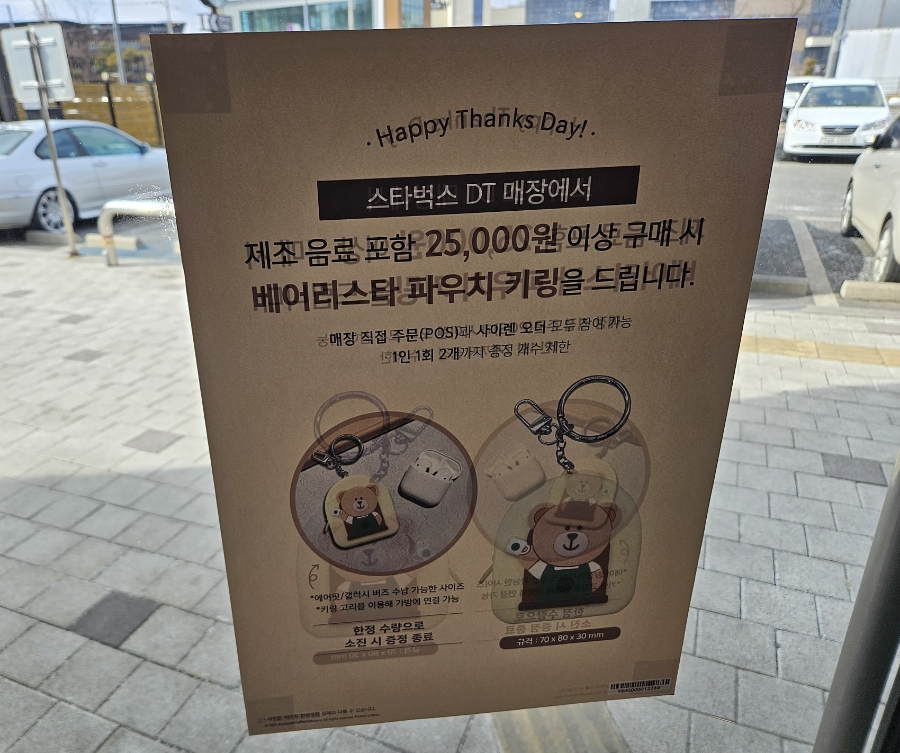 · Happy Thanks Day! ·
스타벅스 DT 매장에서
제조 음료 포함 25,000원 이상 구매 시
베어리스타 파우치 키링을 드립니다.
매장 직접 주문(POS)과 사이렌 오더 모두 참여 가능
1인 1회 2개까지 증정 개수 제한
*에어팟/갤럭시 버즈 수납 가능한 사이즈
*키링 고리를 이용해 가방에 연결 가능
한정 수량으로
소진 시 증정 종료
규격 : 70 x 80 x 30 mm